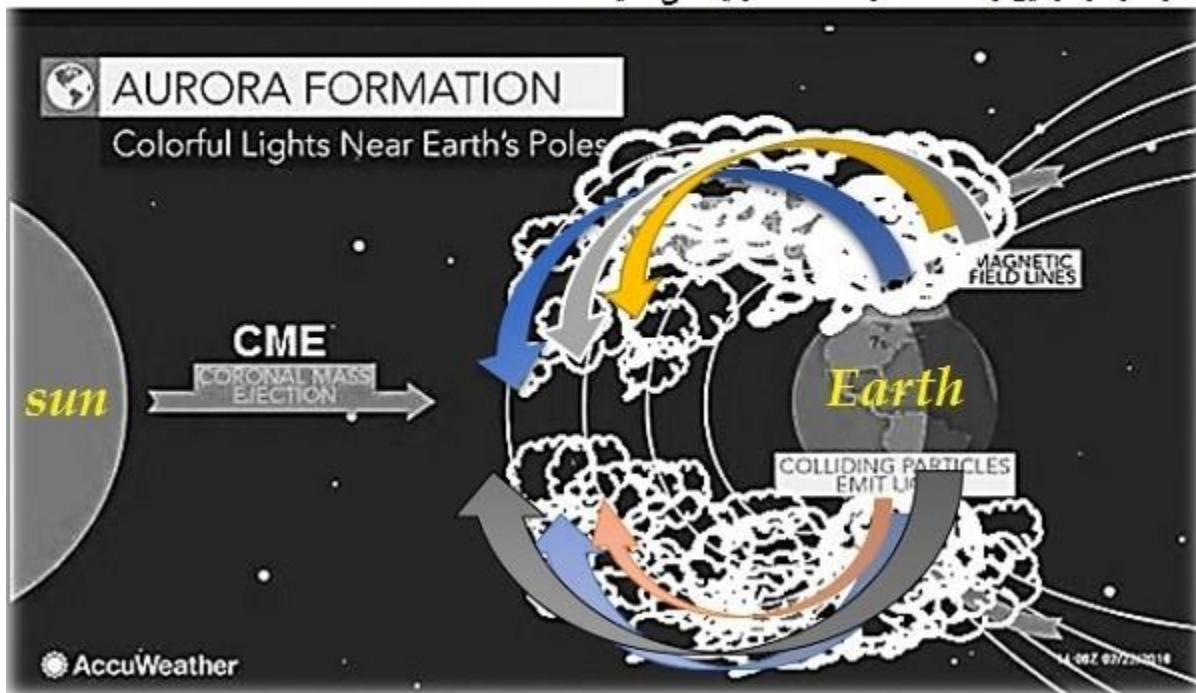 AURORA FORMATION
Colorful Lights Near Earth's Poles
MAGNETIC
FIELD LINES
CME
CORONAL MASS
EJECTION
sun
Earth
COLLIDING PARTICLES
EMIT
AccuWeather